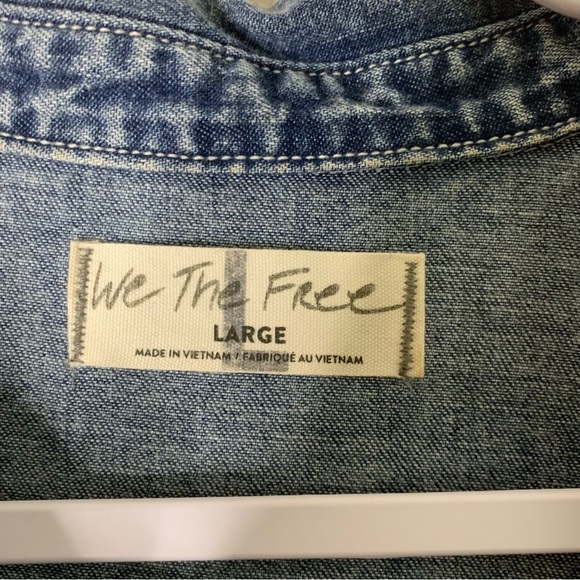 We The Free
LARGE
MADE IN VIETNAM / FABRIQUÉ AU VIETNAM